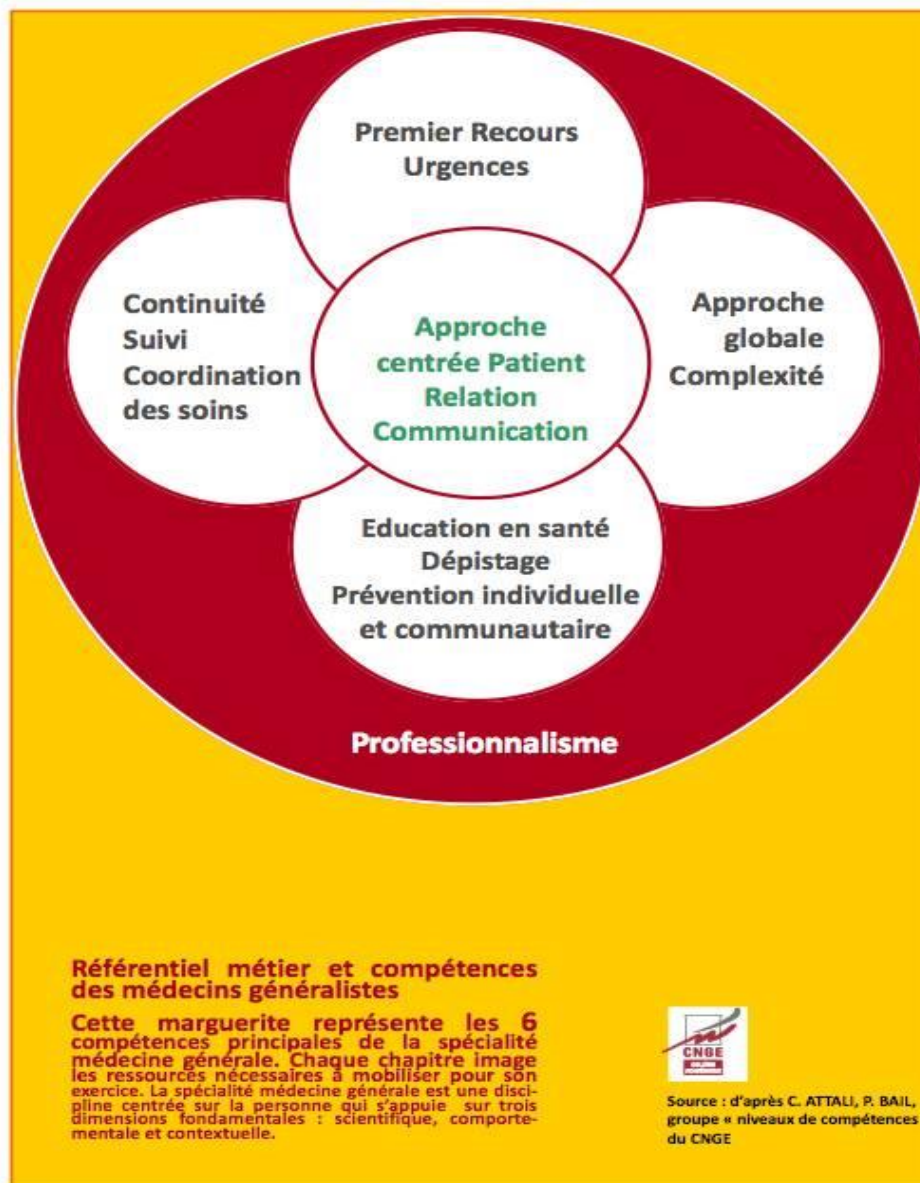 Premier Recours
Urgences
Continuité
Suivi
Coordination
des soins
Approche
centrée Patient
Relation
Communication
Approche
globale
Complexité
Education en santé
Dépistage
Prévention individuelle
et communautaire
Professionnalisme
Référentiel métier et compétences
des médecins généralistes
Cette marguerite représente les 6
compétences principales de la spécialité
médecine générale. Chaque chapitre image
les ressources nécessaires à mobiliser pour son
exercice. La spécialité médecine générale est une disci-
pline centrée sur la personne qui s'appuie sur trois
dimensions fondamentales : scientifique, comporte-
mentale et contextuelle.
CNGE
Source : d'après C. ATTALI, P. BAIL,
groupe « niveaux de compétences
du CNGE